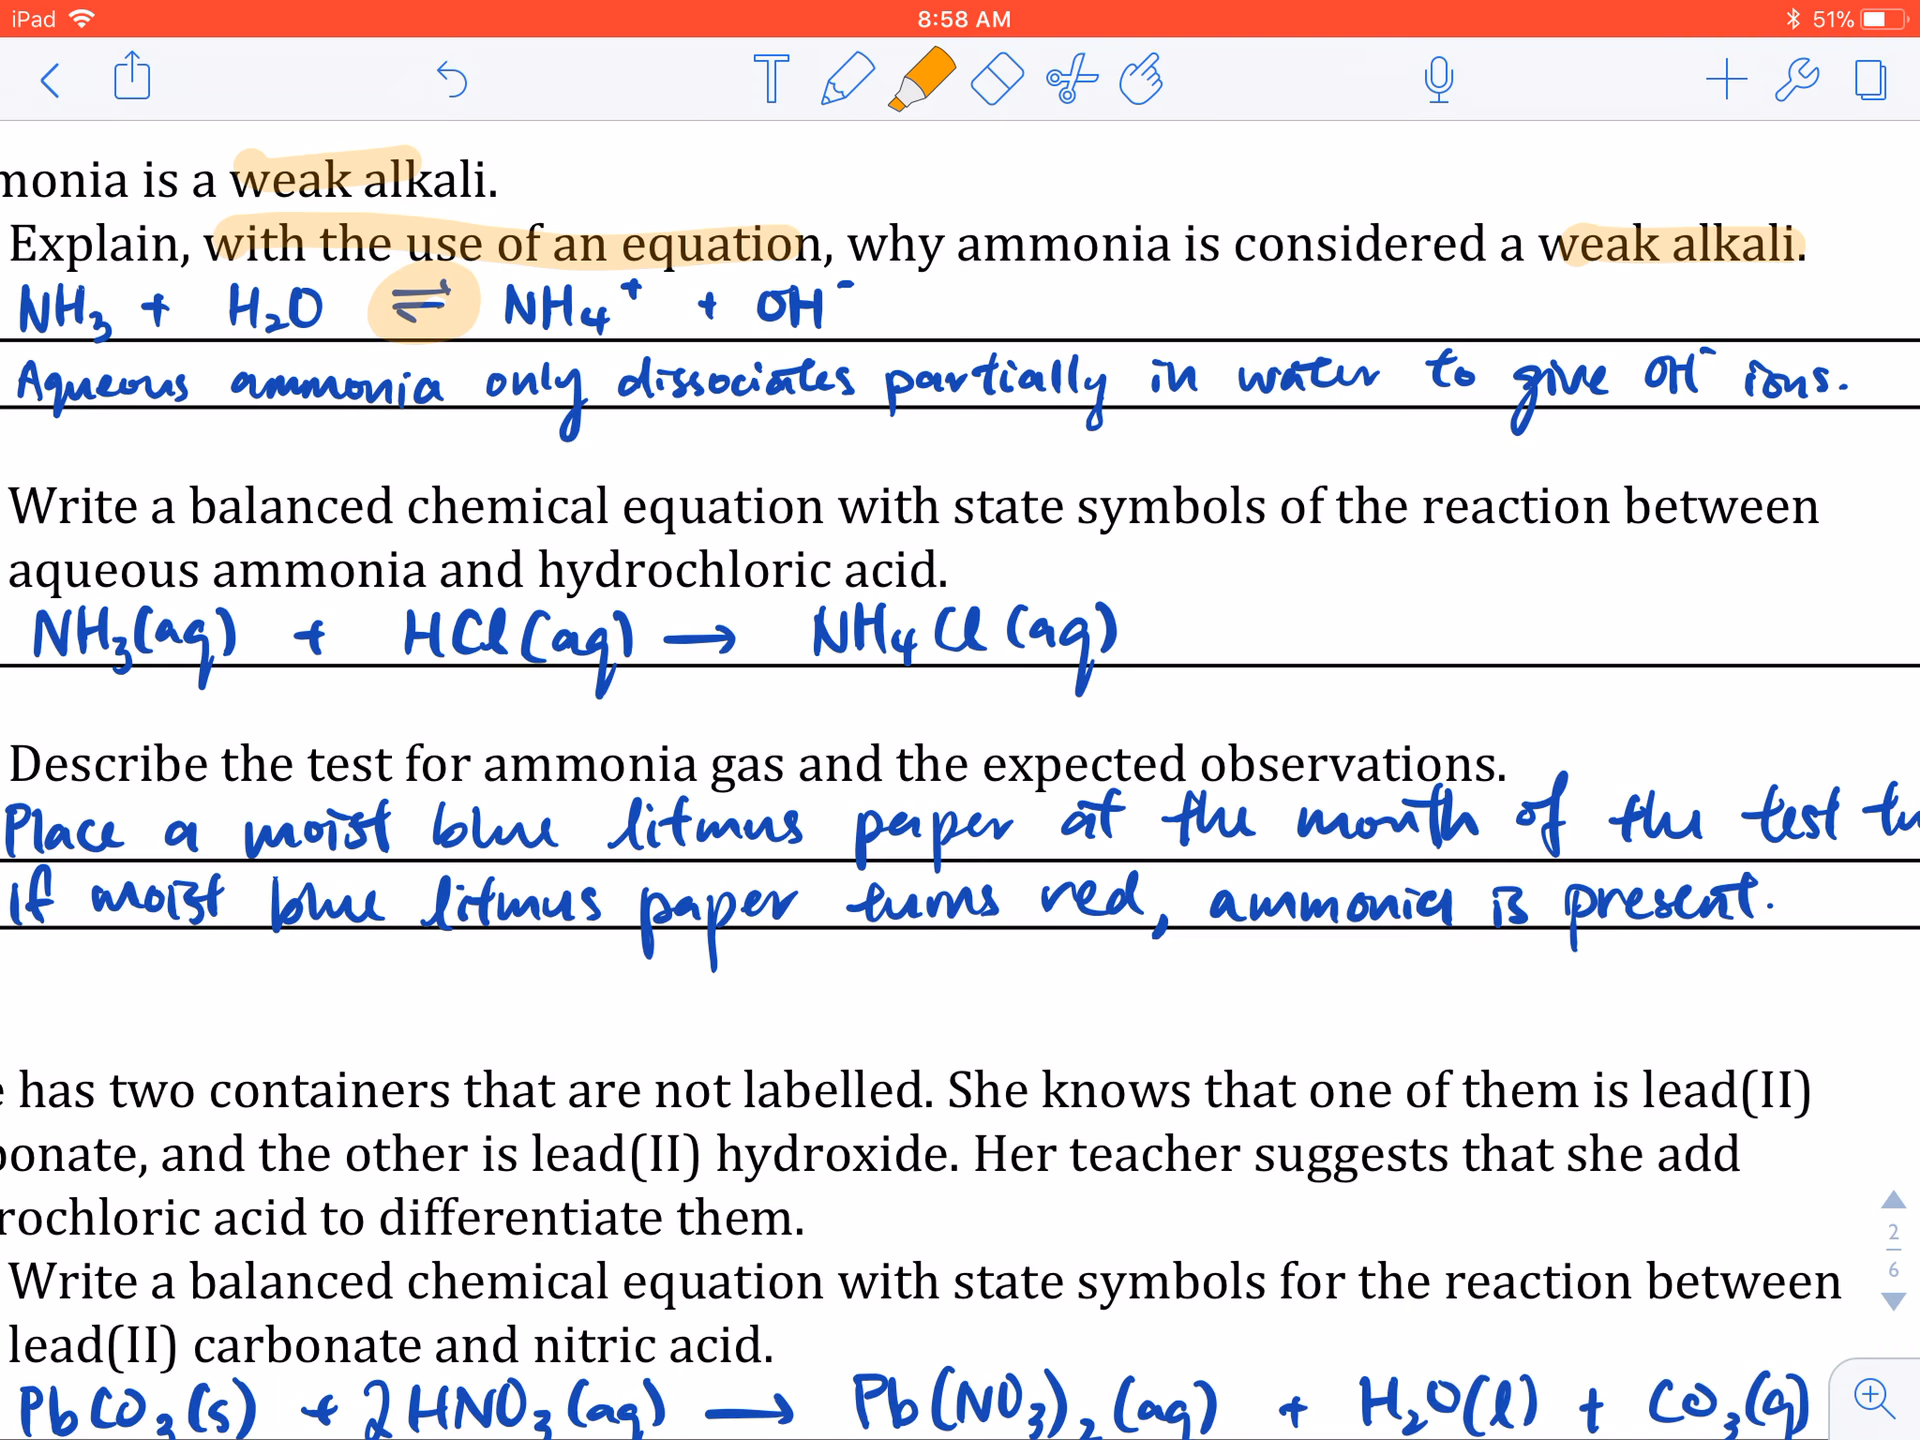 iPad 8:58 AM 51%
T
monia is a weak alkali.
Explain, with the use of an equation, why ammonia is considered a weak alkali.
NH₃ + H₂O ⇌ NH₄⁺ + OH⁻
Aqueous ammonia only dissociates partially in water to give OH⁻ ions.
Write a balanced chemical equation with state symbols of the reaction between
aqueous ammonia and hydrochloric acid.
NH₃(aq) + HCl(aq) → NH₄Cl(aq)
Describe the test for ammonia gas and the expected observations.
Place a moist blue litmus paper at the mouth of the test tu
If moist blue litmus paper turns red, ammonia is present.
e has two containers that are not labelled. She knows that one of them is lead(II)
bonate, and the other is lead(II) hydroxide. Her teacher suggests that she add
rochloric acid to differentiate them.
Write a balanced chemical equation with state symbols for the reaction between
lead(II) carbonate and nitric acid.
PbCO₃(s) + 2HNO₃(aq) → Pb(NO₃)₂(aq) + H₂O(l) + CO₃(g)
2
6